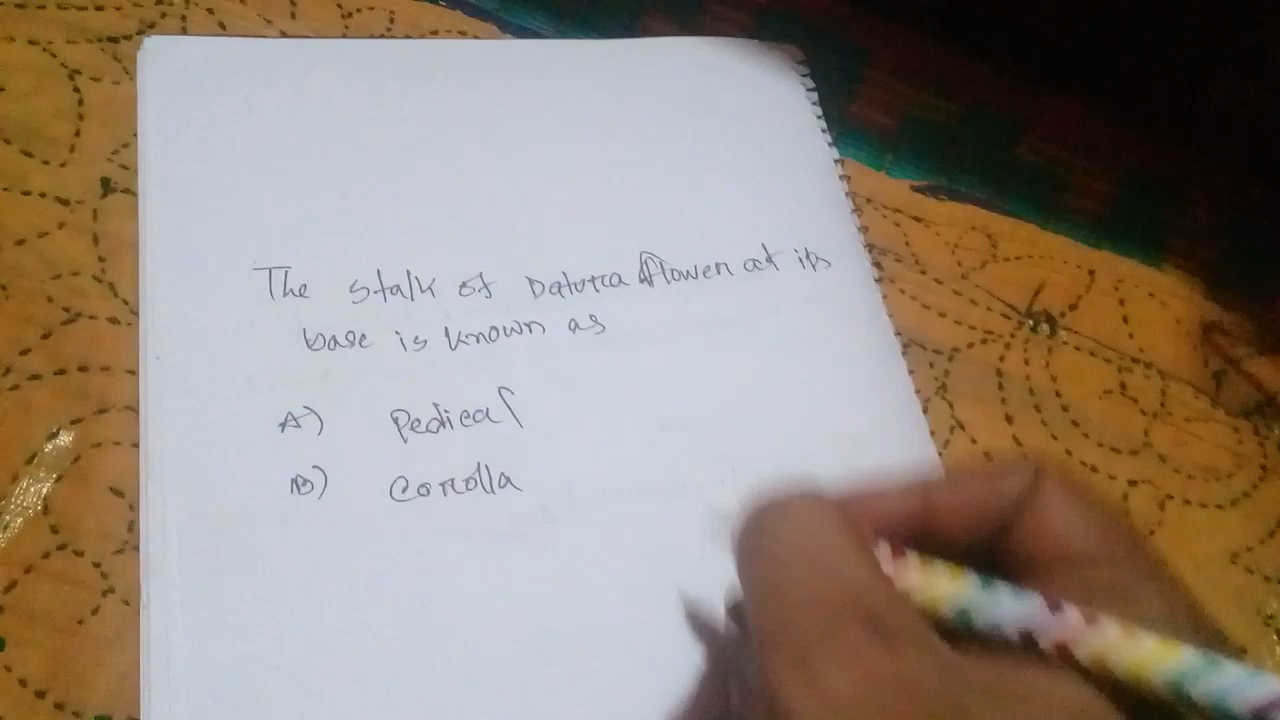 The stalk of Datura flower at its
base is known as
A) Pedical
B) Corolla